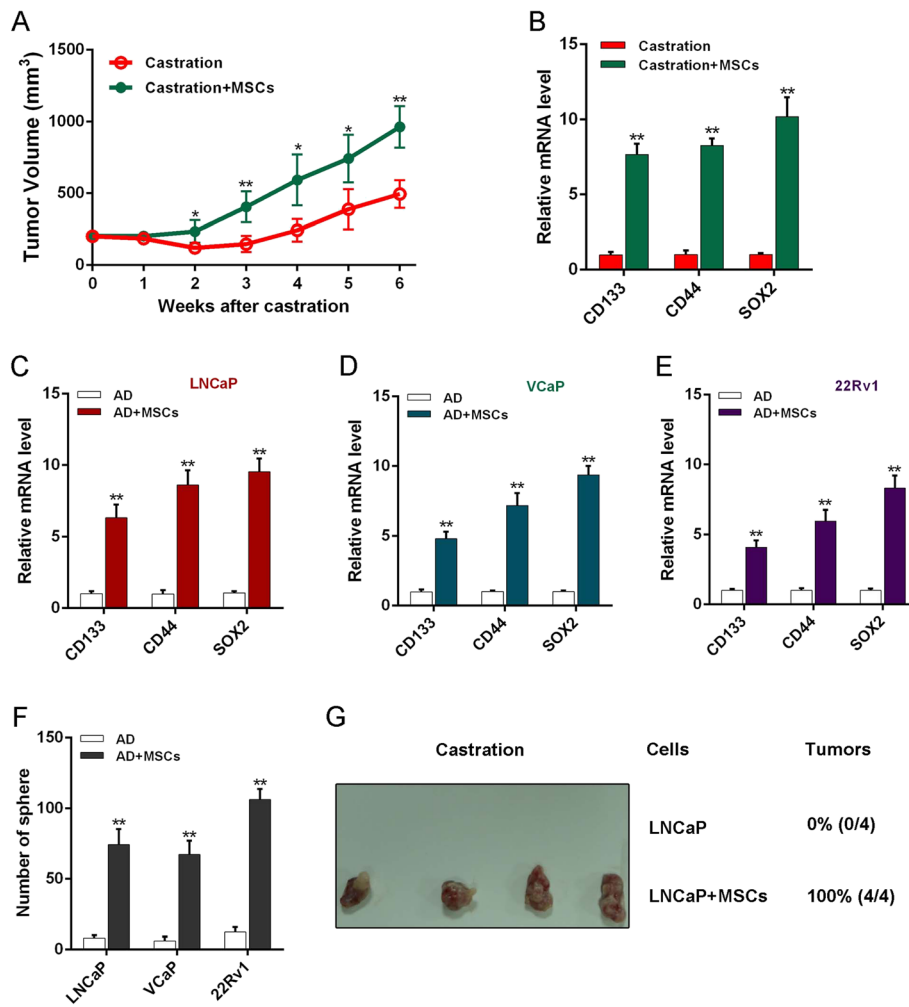 A
Tumor Volume (mm³)
1500
1000
500
0
Castration
Castration+MSCs
*
**
*
*
**
0 1 2 3 4 5 6
Weeks after castration
B
Relative mRNA level
15
10
5
0
Castration
Castration+MSCs
**
**
**
CD133
CD44
SOX2
C
LNCaP
Relative mRNA level
15
10
5
0
AD
AD+MSCs
**
**
**
CD133
CD44
SOX2
D
VCaP
Relative mRNA level
15
10
5
0
AD
AD+MSCs
**
**
**
CD133
CD44
SOX2
E
22Rv1
Relative mRNA level
15
10
5
0
AD
AD+MSCs
**
**
**
CD133
CD44
SOX2
F
Number of sphere
150
100
50
0
AD
AD+MSCs
**
**
**
LNCaP
VCaP
22Rv1
G
Castration Cells Tumors
LNCaP 0% (0/4)
LNCaP+MSCs 100% (4/4)